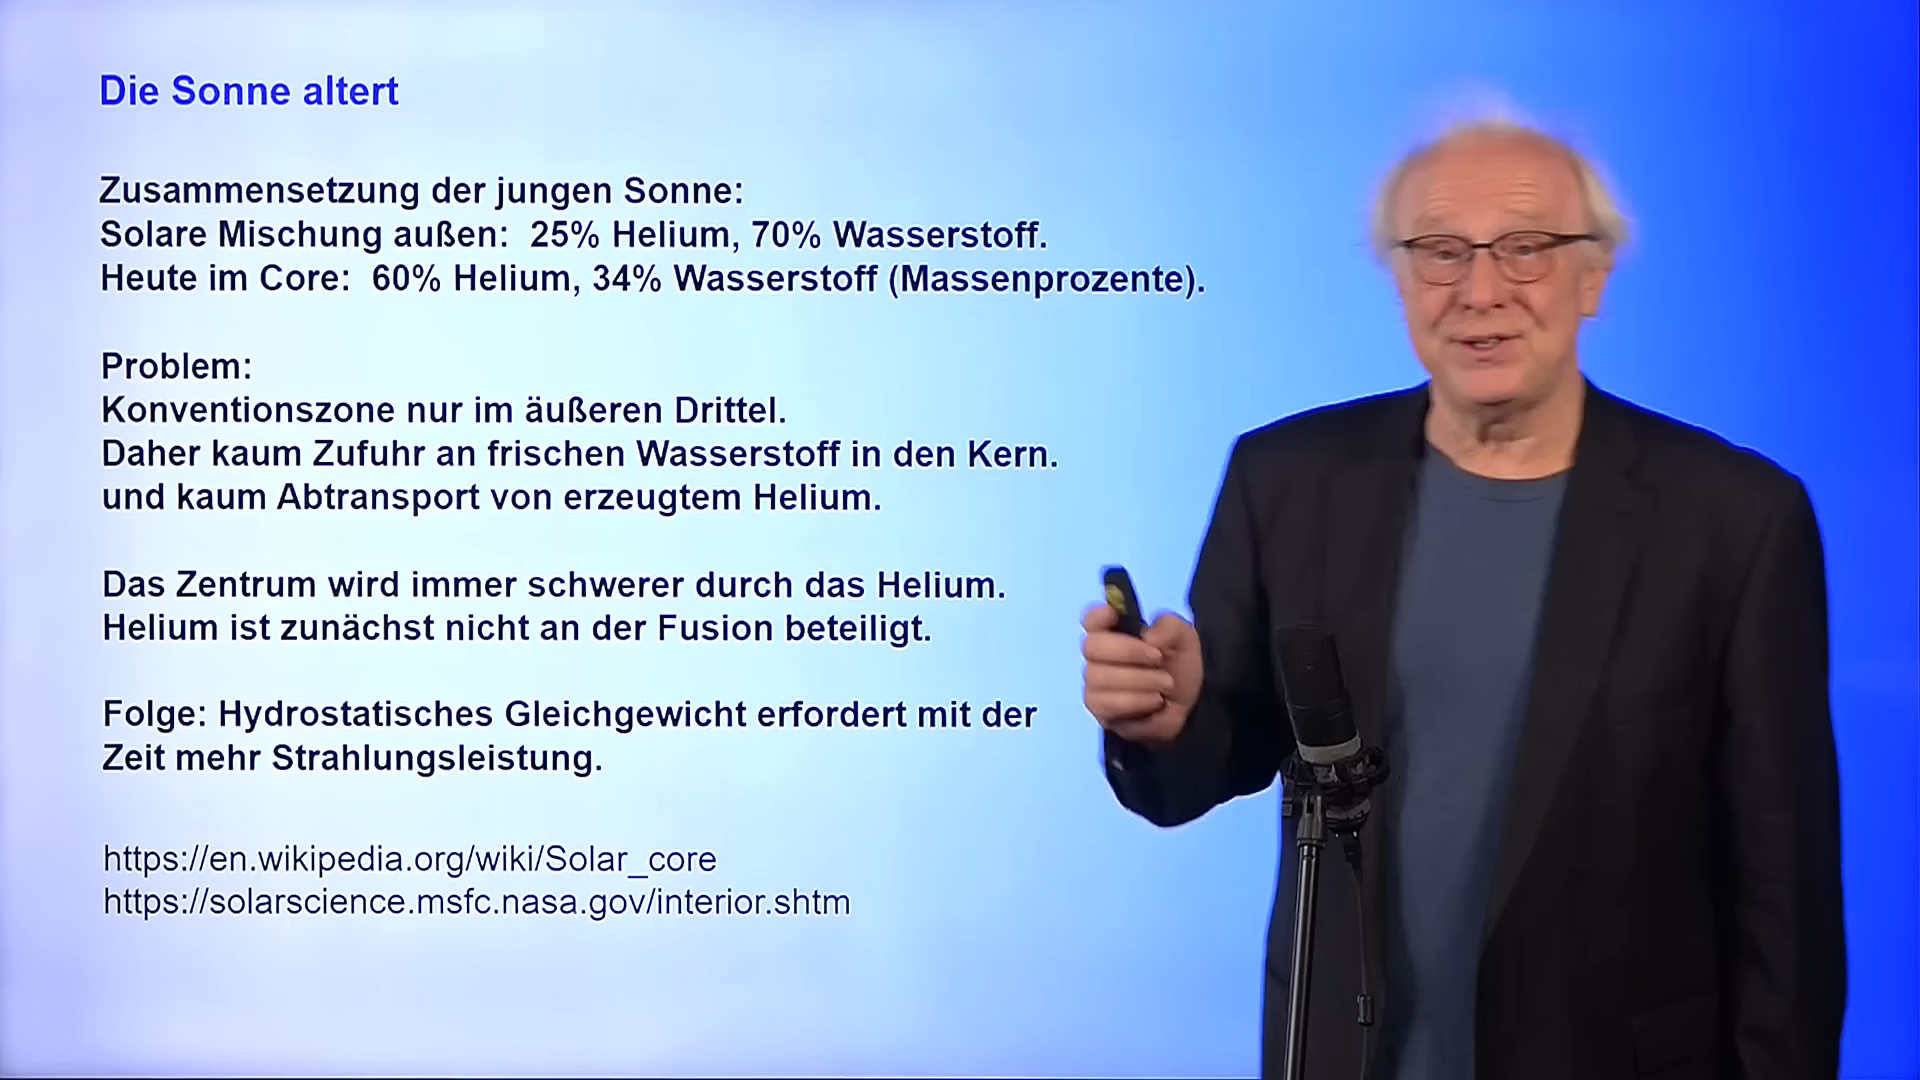 Die Sonne altert
Zusammensetzung der jungen Sonne:
Solare Mischung außen: 25% Helium, 70% Wasserstoff.
Heute im Core: 60% Helium, 34% Wasserstoff (Massenprozente).
Problem:
Konventionszone nur im äußeren Drittel.
Daher kaum Zufuhr an frischen Wasserstoff in den Kern.
und kaum Abtransport von erzeugtem Helium.
Das Zentrum wird immer schwerer durch das Helium.
Helium ist zunächst nicht an der Fusion beteiligt.
Folge: Hydrostatisches Gleichgewicht erfordert mit der
Zeit mehr Strahlungsleistung.
https://en.wikipedia.org/wiki/Solar_core
https://solarscience.msfc.nasa.gov/interior.shtm